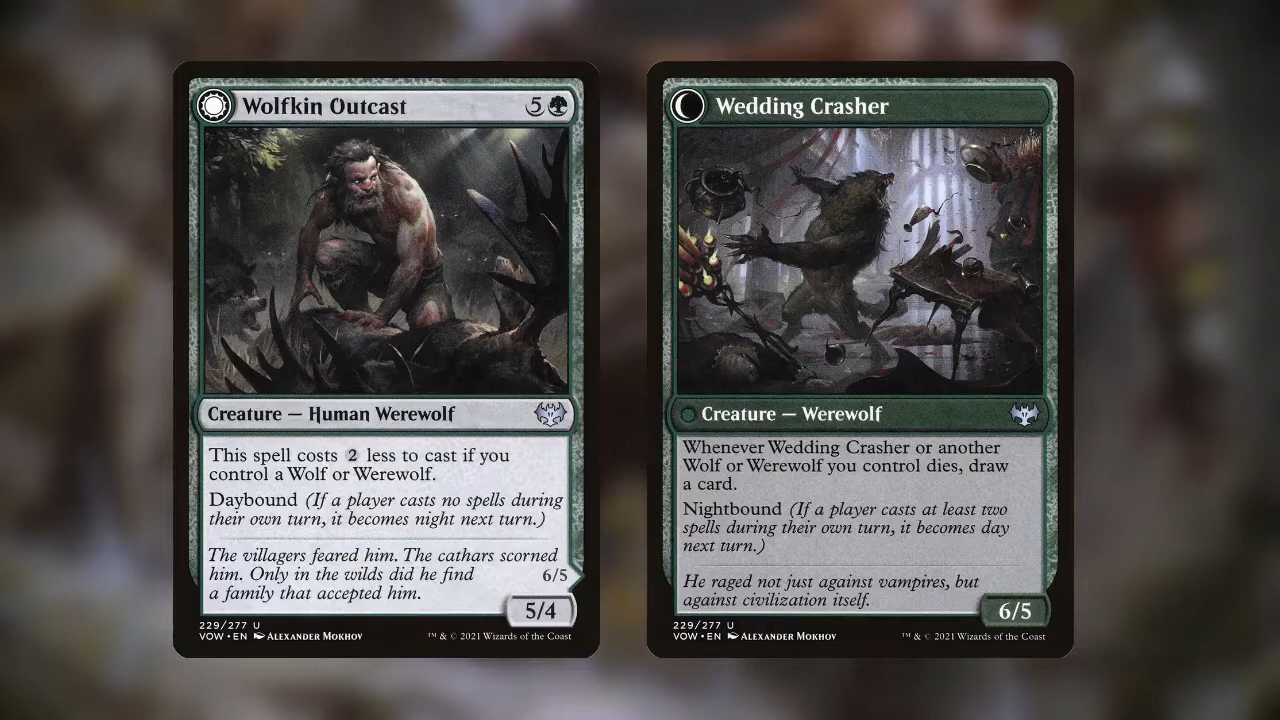 Wolfkin Outcast 5
Creature — Human Werewolf
This spell costs 2 less to cast if you
control a Wolf or Werewolf.
Daybound (If a player casts no spells during
their own turn, it becomes night next turn.)
The villagers feared him. The cathars scorned
him. Only in the wilds did he find
a family that accepted him.
6/5
5/4
229/277 U
VOW • EN Alexander Mokhov
™ & © 2021 Wizards of the Coast
Wedding Crasher
Creature — Werewolf
Whenever Wedding Crasher or another
Wolf or Werewolf you control dies, draw
a card.
Nightbound (If a player casts at least two
spells during their own turn, it becomes day
next turn.)
He raged not just against vampires, but
against civilization itself.
6/5
229/277 U
VOW • EN Alexander Mokhov
™ & © 2021 Wizards of the Coast